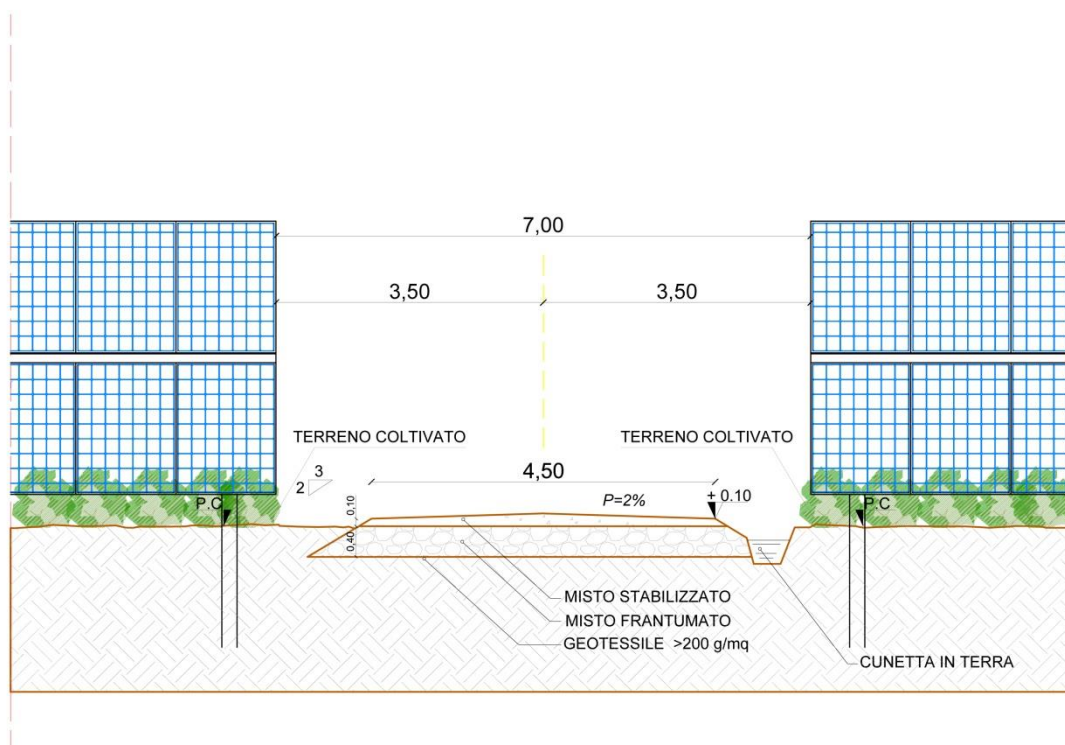 7,00
3,50
3,50
TERRENO COLTIVATO
TERRENO COLTIVATO
3
2
4,50
P.C
P=2%
+ 0.10
P.C
0,10
0,40
MISTO STABILIZZATO
MISTO FRANTUMATO
GEOTESSILE >200 g/mq
CUNETTA IN TERRA